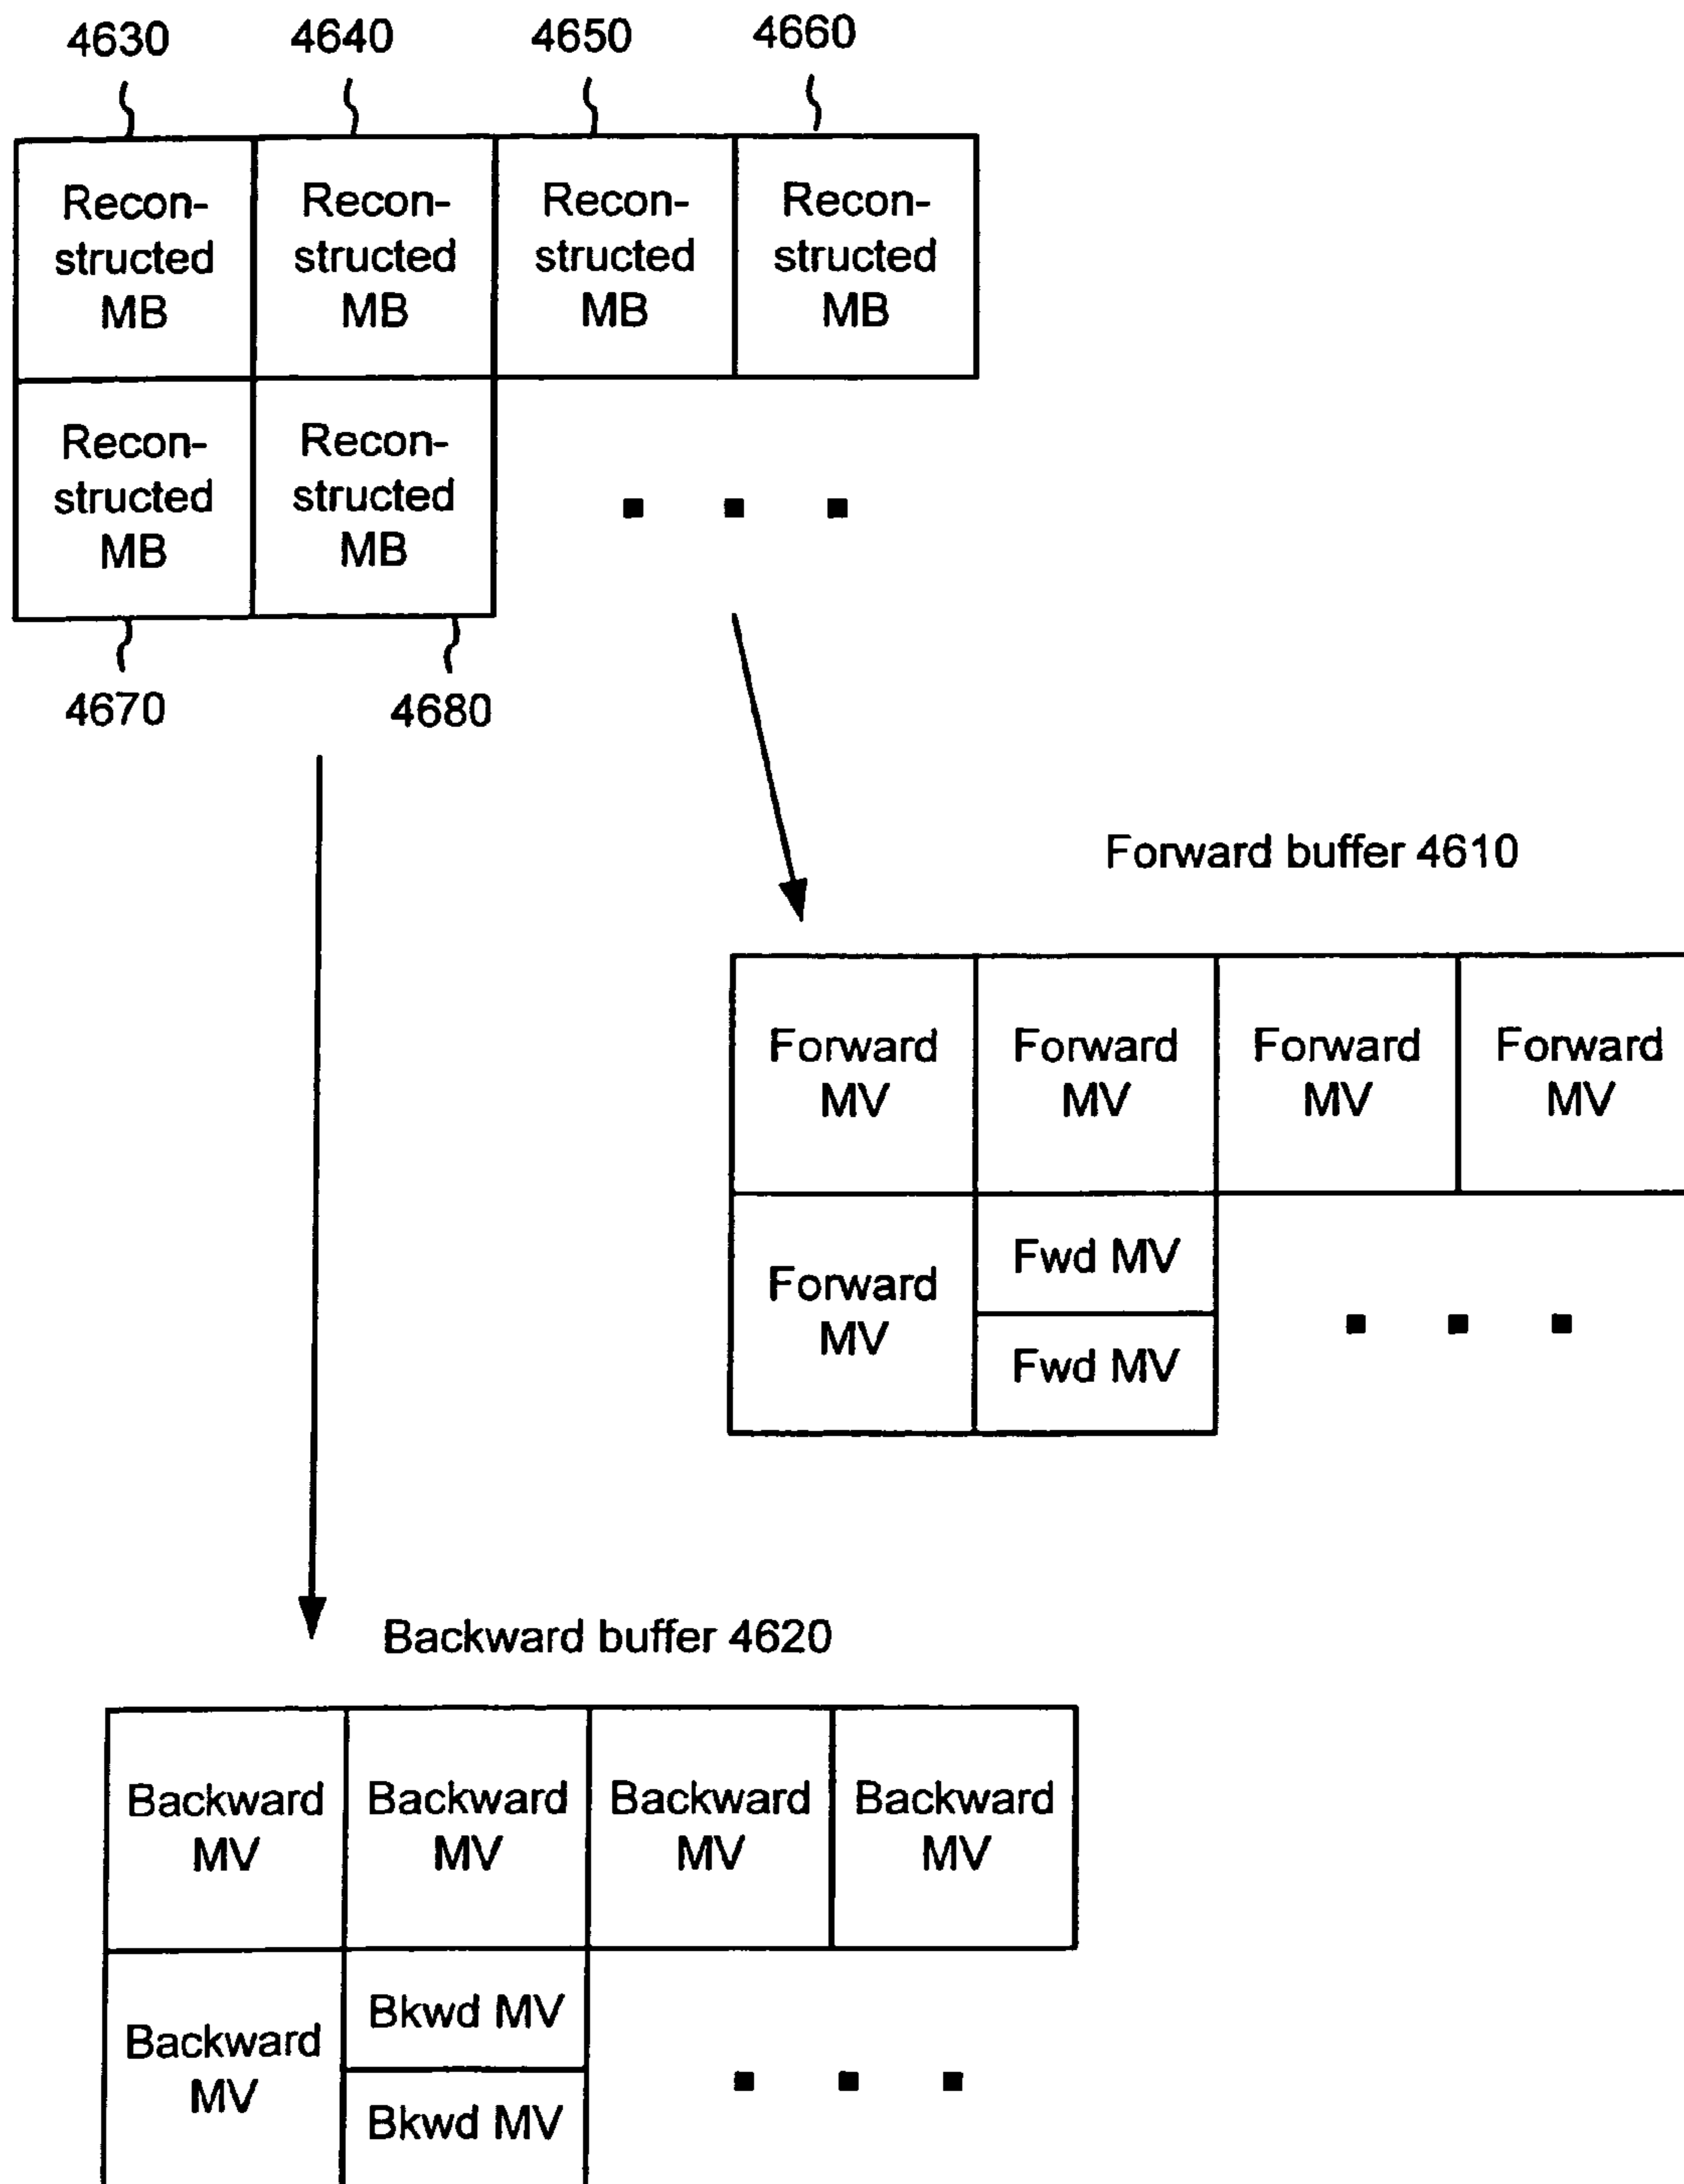 4630 4640 4650 4660
Recon- Recon- Recon- Recon-
structed structed structed structed
MB MB MB MB
Recon- Recon-
structed structed
MB MB
4670 4680
Forward buffer 4610
Forward Forward Forward Forward
MV MV MV MV
Fwd MV
Forward
MV
Fwd MV
Backward buffer 4620
Backward Backward Backward Backward
MV MV MV MV
Bkwd MV
Backward
MV
Bkwd MV